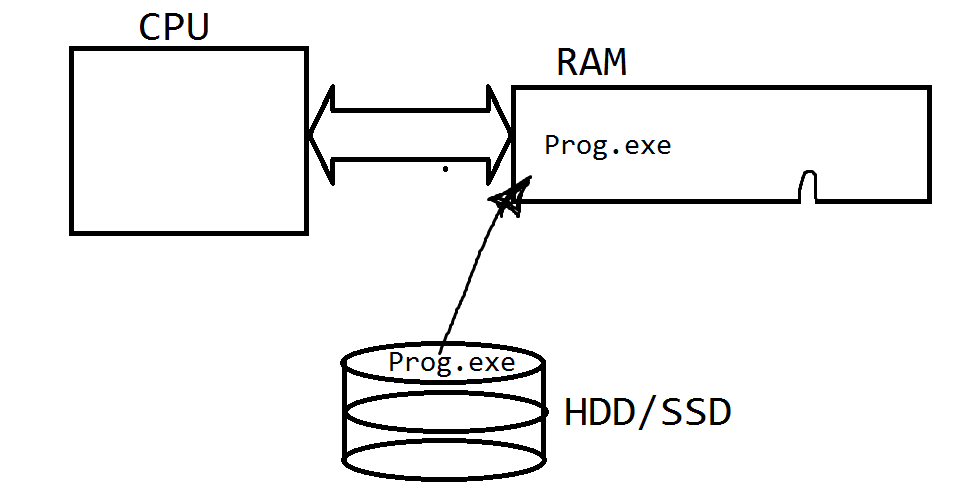 CPU
RAM
Prog.exe
Prog.exe
HDD/SSD